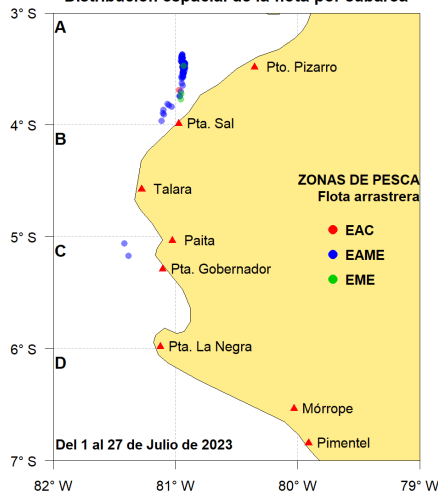 Distribución espacial de la flota por subárea
3° S
A
Pto. Pizarro
4° S
Pta. Sal
B
ZONAS DE PESCA
Talara
Flota arrastrera
EAC
5° S
Paita
C
EAME
Pta. Gobernador
EME
6° S
Pta. La Negra
D
Mórrope
Del 1 al 27 de Julio de 2023
Pimentel
7° S
82° W
81° W
80° W
79° W